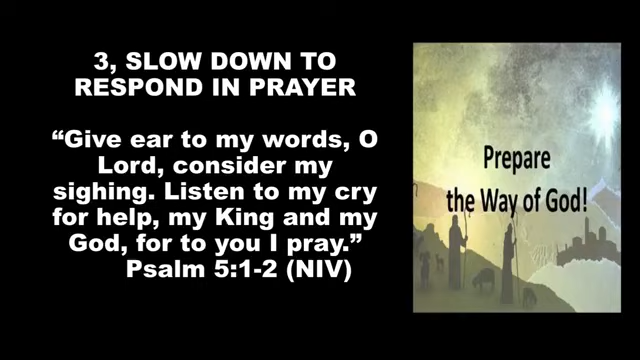 3, SLOW DOWN TO
RESPOND IN PRAYER
“Give ear to my words, O
Lord, consider my
sighing. Listen to my cry
for help, my King and my
God, for to you I pray.”
Psalm 5:1-2 (NIV)
Prepare
the Way of God!